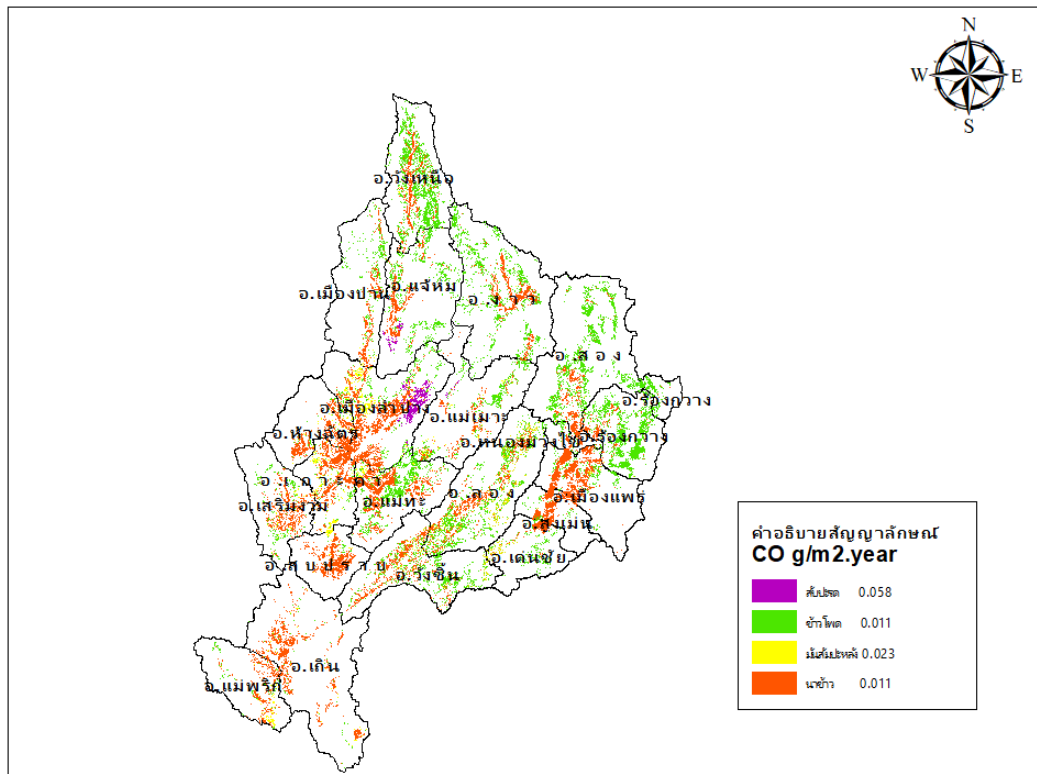 N
W E
S
อ.วังเหนือ
อ.เมืองปาน
อ.แจ้ห่ม
อ.งาว
อ.สอง
อ.ร้องกวาง
อ.เมืองลำปาง
อ.แม่เมาะ
อ.ห้างฉัตร
อ.หนองม่วงไข่
อ.ร้องกวาง
อ.เกาะคา
อ.แม่ทะ
อ.ลอง
อ.เมืองแพร่
อ.เสริมงาม
อ.สูงเม่น
อ.สบปราบ
อ.วังชิ้น
อ.เด่นชัย
อ.เถิน
อ.แม่พริก
คำอธิบายสัญญาลักษณ์
CO g/m2.year
สับปะรด 0.058
ข้าวโพด 0.011
มันสัมปะหลัง 0.023
นาข้าว 0.011